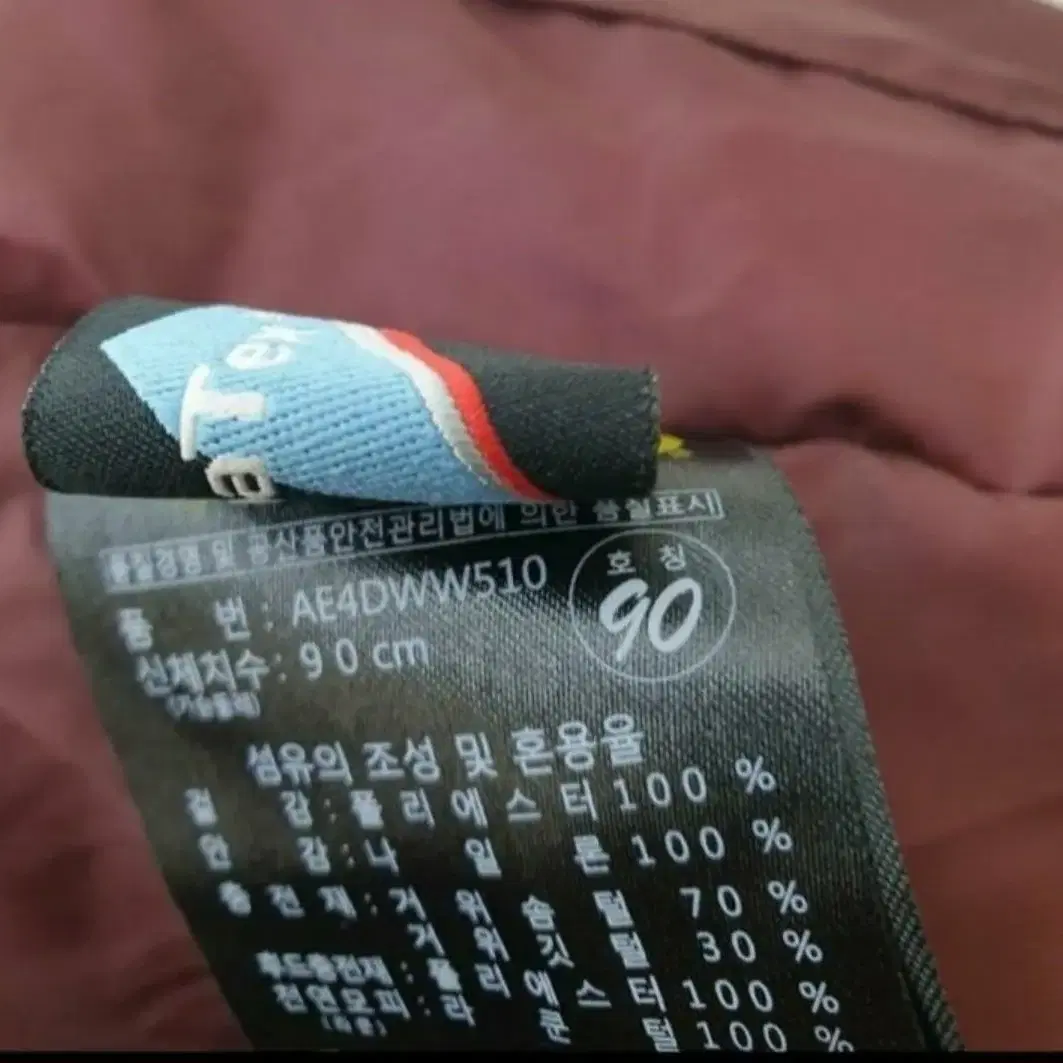 aTex
품질경영 및 공산품안전관리법에 의한 품질표시
품 번 : AE4DWW510
호 칭
90
신체치수 : 90 cm
(가슴둘레)
섬유의 조성 및 혼용율
겉 감 : 폴 리 에 스 터 100 %
안 감 : 나 일 론 100 %
충 전 재 : 거 위 솜 털 70 %
거 위 깃 털 30 %
후드충전재 : 폴 리 에 스 터 100 %
천연모피 : 라 쿤 털 100 %